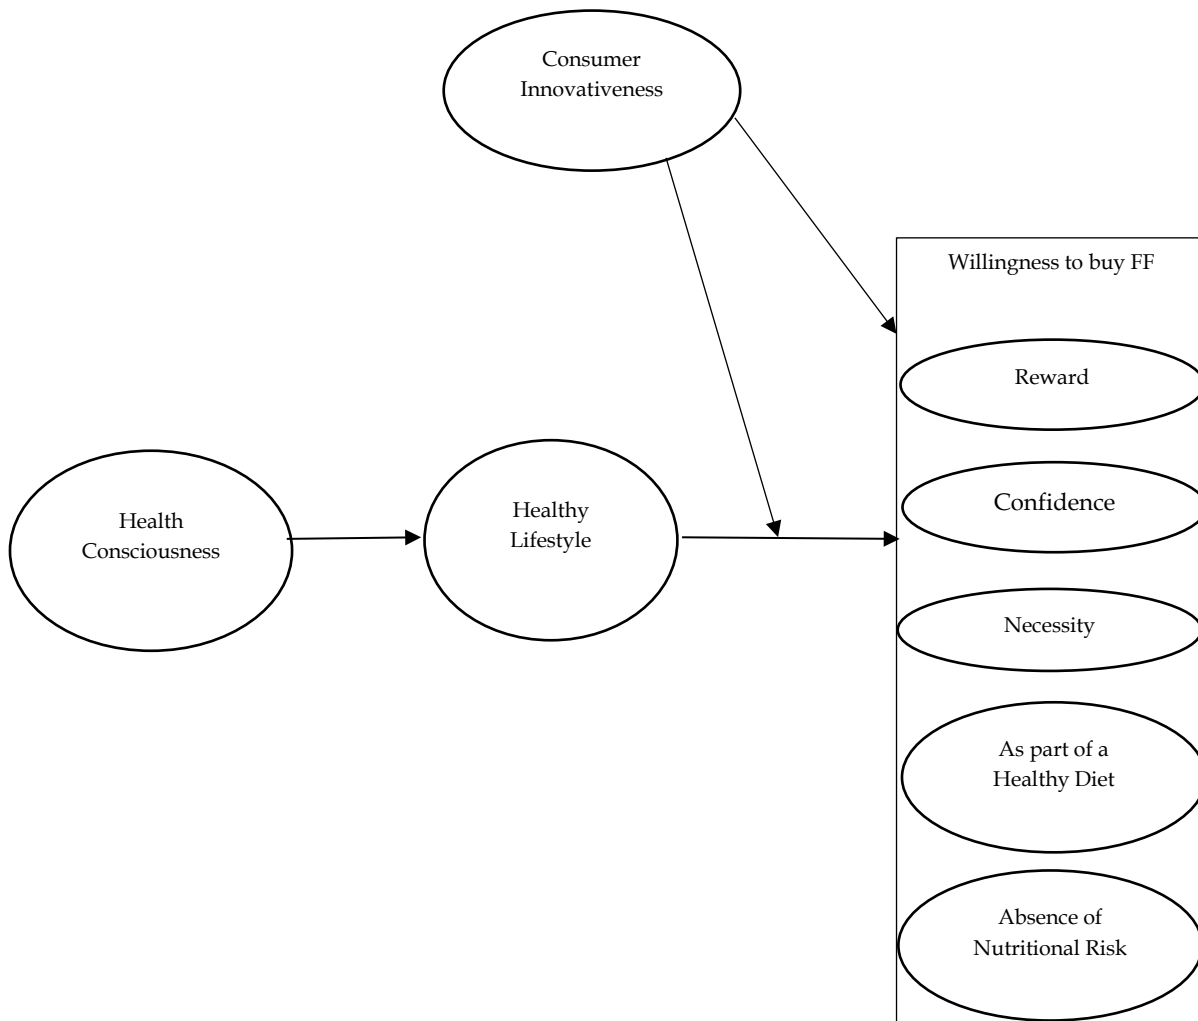 Consumer
Innovativeness
Willingness to buy FF
Reward
Confidence
Health
Consciousness
Healthy
Lifestyle
Necessity
As part of a
Healthy Diet
Absence of
Nutritional Risk